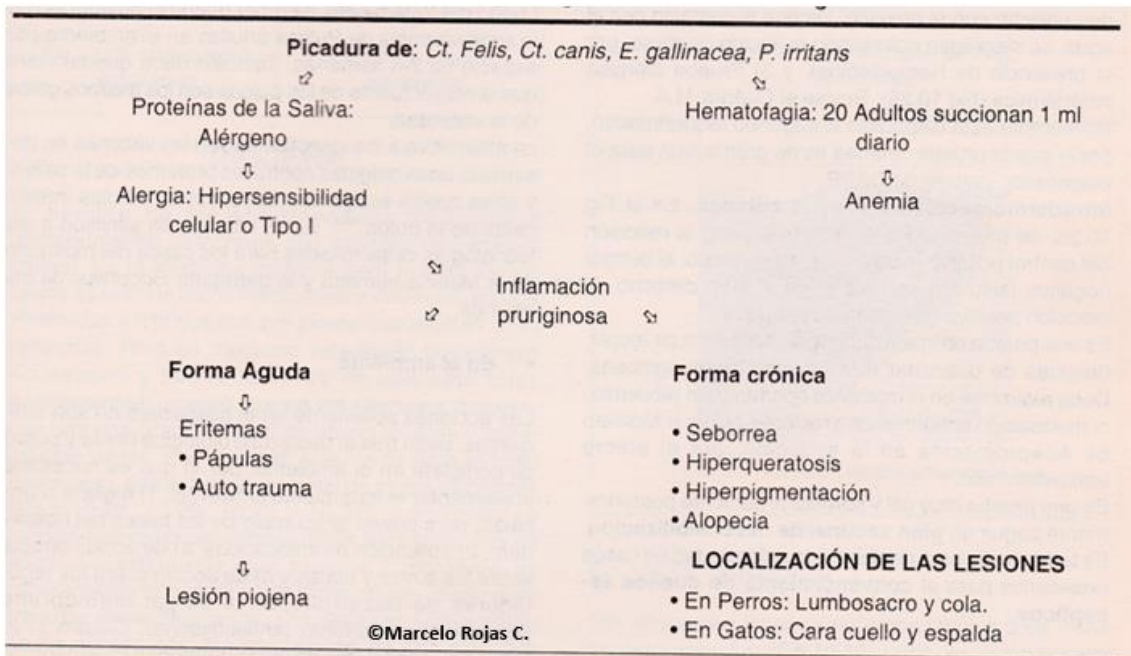 Picadura de: Ct. Felis, Ct. canis, E. gallinacea, P. irritans
Proteínas de la Saliva:
Alérgeno
Alergia: Hipersensibilidad
celular o Tipo I
Hematofagia: 20 Adultos succionan 1 ml
diario
Anemia
Inflamación
pruriginosa
Forma Aguda
Eritemas
• Pápulas
• Auto trauma
Lesión piojena
©Marcelo Rojas C.
Forma crónica
• Seborrea
• Hiperqueratosis
• Hiperpigmentación
• Alopecia
LOCALIZACIÓN DE LAS LESIONES
• En Perros: Lumbosacro y cola.
• En Gatos: Cara cuello y espalda